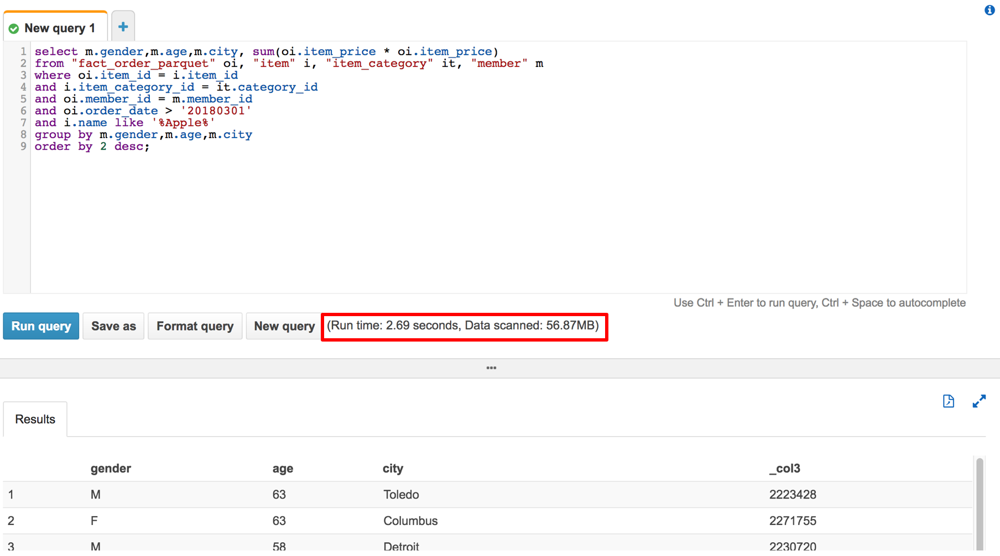 New query 1
+
1 select m.gender,m.age,m.city, sum(oi.item_price * oi.item_price)
2 from "fact_order_parquet" oi, "item" i, "item_category" it, "member" m
3 where oi.item_id = i.item_id
4 and i.item_category_id = it.category_id
5 and oi.member_id = m.member_id
6 and oi.order_date > '20180301'
7 and i.name like '%Apple%'
8 group by m.gender,m.age,m.city
9 order by 2 desc;
Use Ctrl + Enter to run query, Ctrl + Space to autocomplete
Run query Save as Format query New query (Run time: 2.69 seconds, Data scanned: 56.87MB)
Results
gender age city _col3
1 M 63 Toledo 2223428
2 F 63 Columbus 2271755
3 M 58 Detroit 2230720